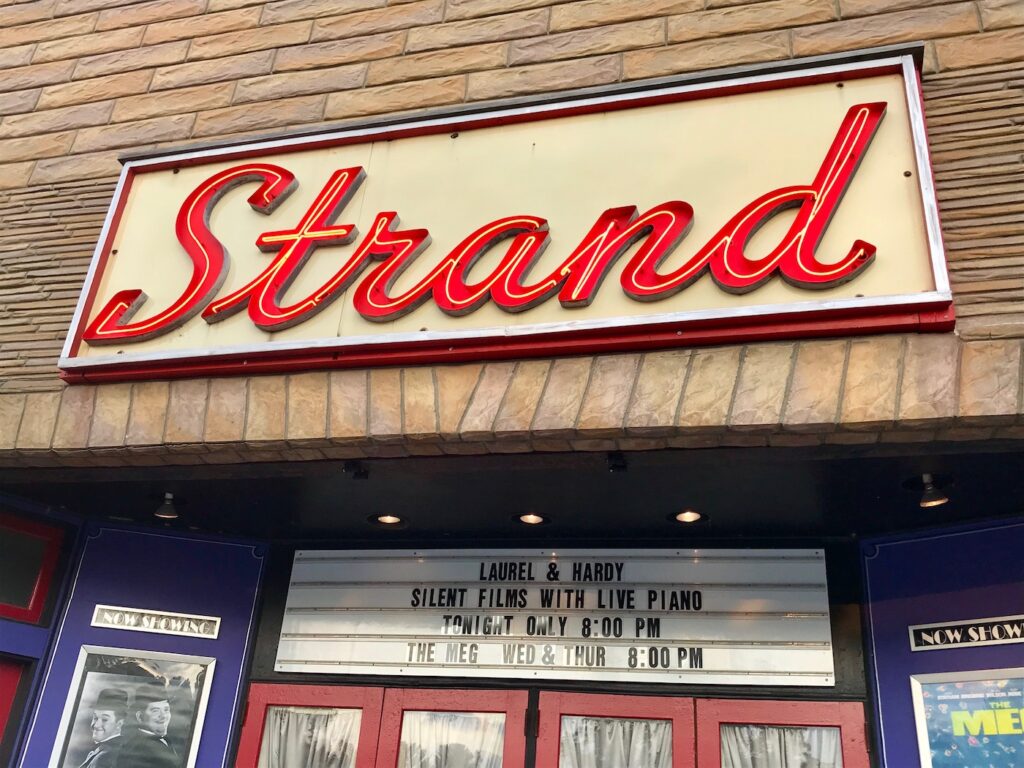 Strand
LAUREL & HARDY
SILENT FILMS WITH LIVE PIANO
TONIGHT ONLY 8:00 PM
THE MEG WED & THUR 8:00 PM
NOW SHOWING
NOW SHOW
THE
ME